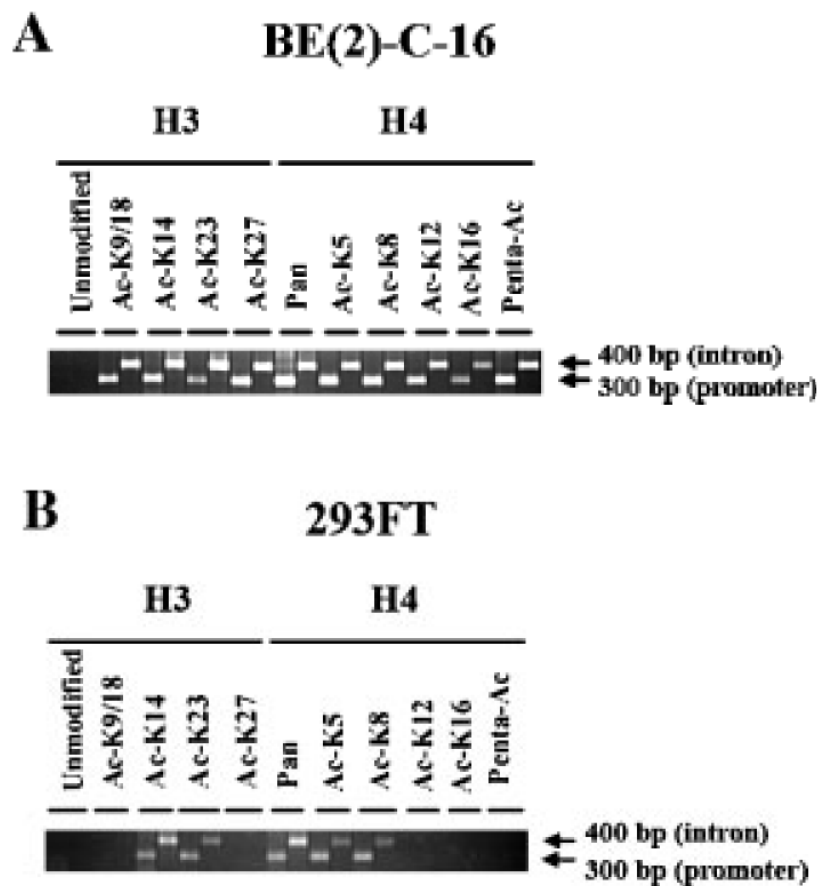 A
BE(2)-C-16
H3 H4
Unmodified
Ac-K9/18
Ac-K14
Ac-K23
Ac-K27
Pan
Ac-K5
Ac-K8
Ac-K12
Ac-K16
Penta-Ac
400 bp (intron)
300 bp (promoter)
B
293FT
H3 H4
Unmodified
Ac-K9/18
Ac-K14
Ac-K23
Ac-K27
Pan
Ac-K5
Ac-K8
Ac-K12
Ac-K16
Penta-Ac
400 bp (intron)
300 bp (promoter)